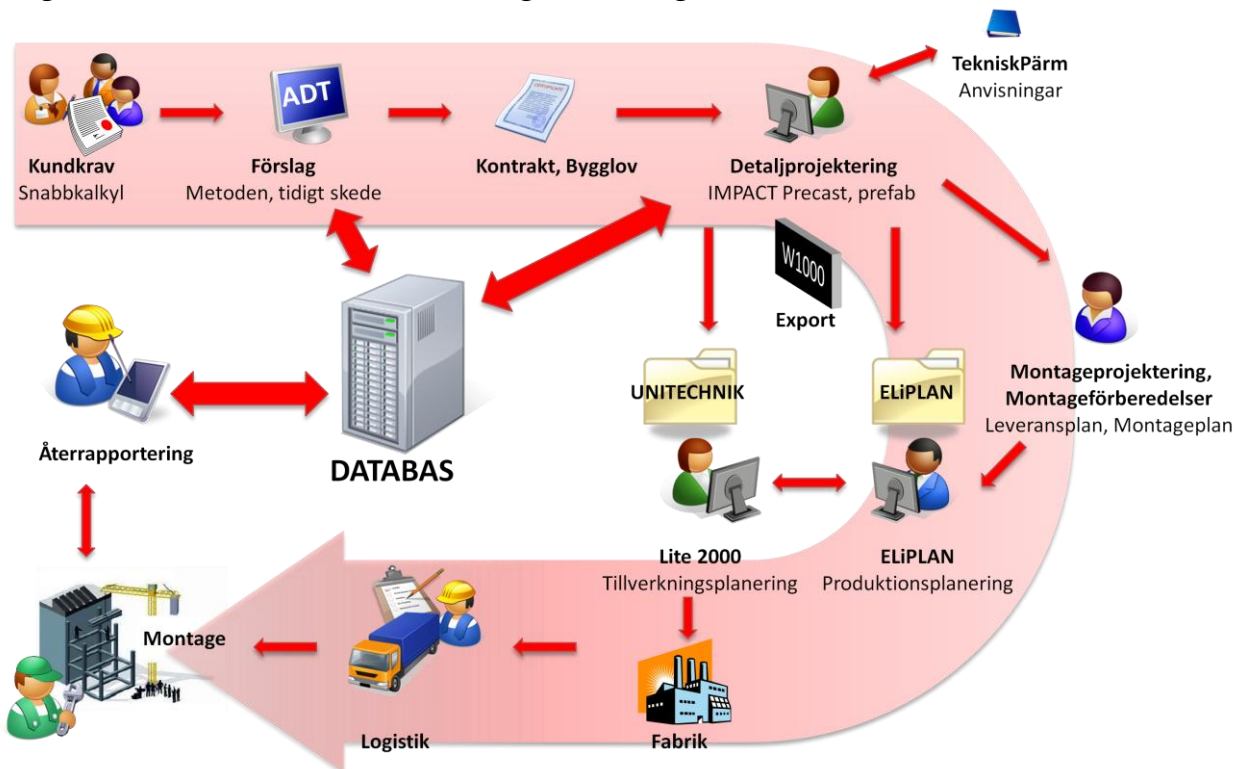 ADT
TekniskPärm
Anvisningar
Kundkrav
Snabbkalkyl
Förslag
Metoden, tidigt skede
Kontrakt, Bygglov
Detaljprojektering
IMPACT Precast, prefab
W1000
Export
UNITECHNIK
ELiPLAN
Montageprojektering,
Montageförberedelser
Leveransplan, Montageplan
Återrapportering
DATABAS
Lite 2000
Tillverkningsplanering
ELiPLAN
Produktionsplanering
Montage
Logistik
Fabrik